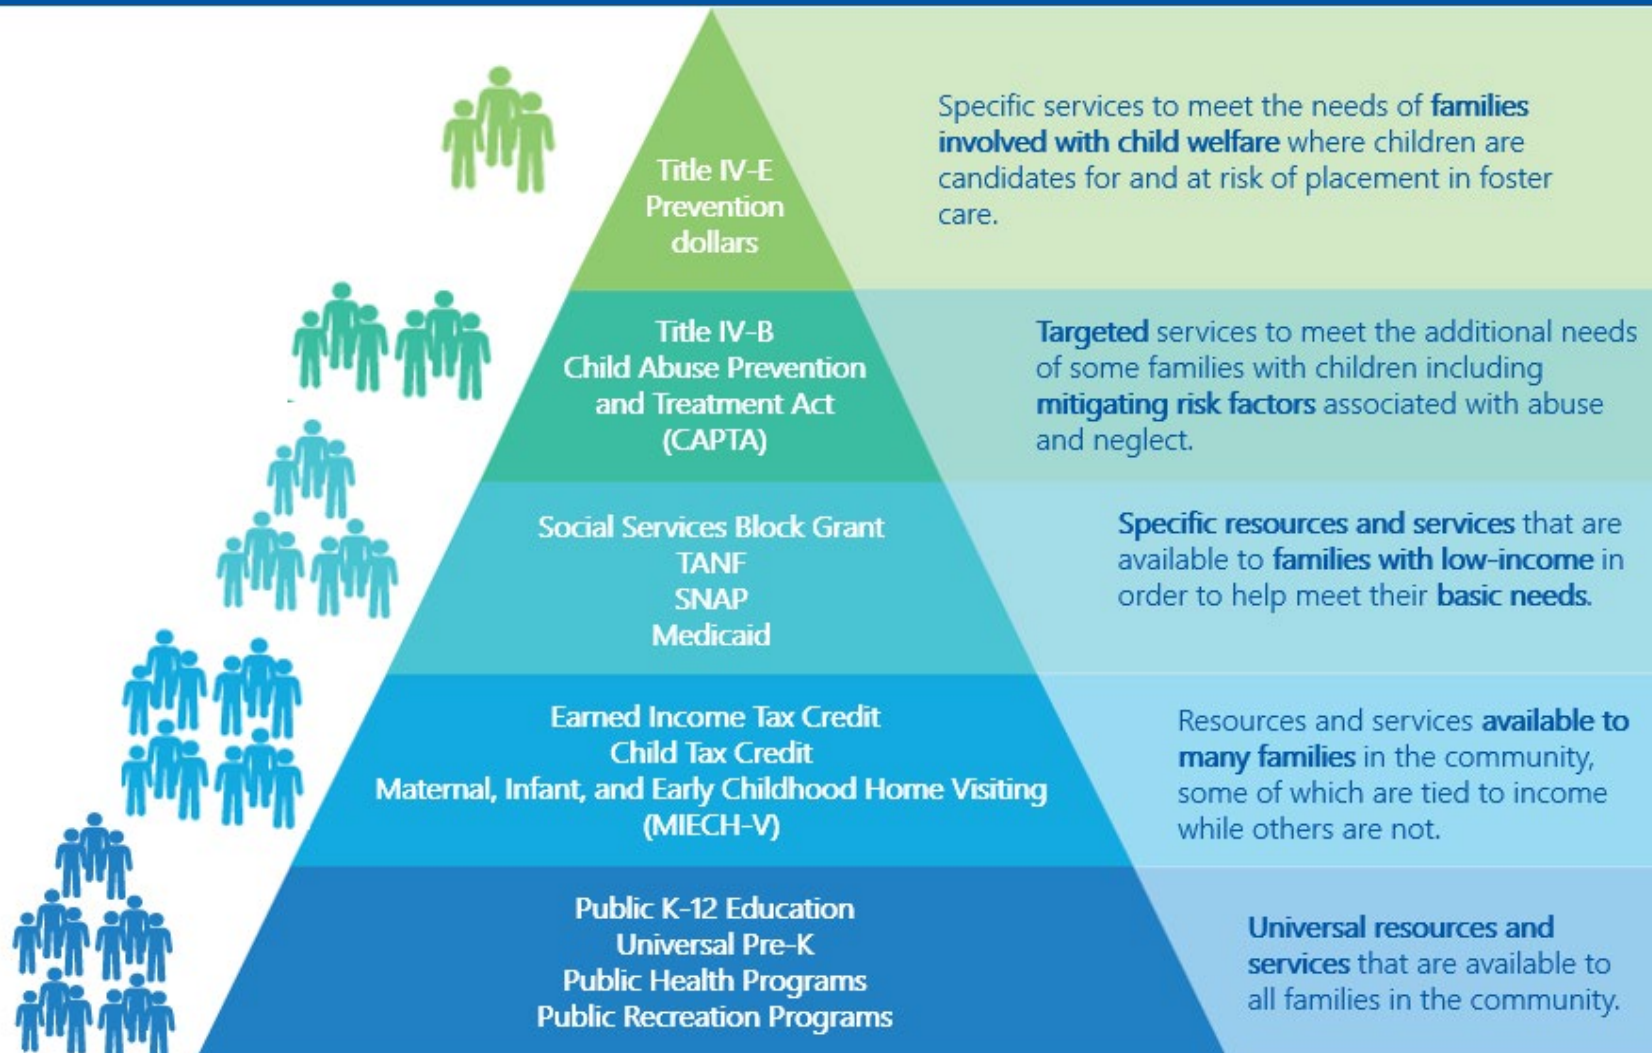 Title IV-E
Prevention
dollars
Specific services to meet the needs of families
involved with child welfare where children are
candidates for and at risk of placement in foster
care.
Title IV-B
Child Abuse Prevention
and Treatment Act
(CAPTA)
Targeted services to meet the additional needs
of some families with children including
mitigating risk factors associated with abuse
and neglect.
Social Services Block Grant
TANF
SNAP
Medicaid
Specific resources and services that are
available to families with low-income in
order to help meet their basic needs.
Earned Income Tax Credit
Child Tax Credit
Maternal, Infant, and Early Childhood Home Visiting
(MIECH-V)
Resources and services available to
many families in the community,
some of which are tied to income
while others are not.
Public K-12 Education
Universal Pre-K
Public Health Programs
Public Recreation Programs
Universal resources and
services that are available to
all families in the community.